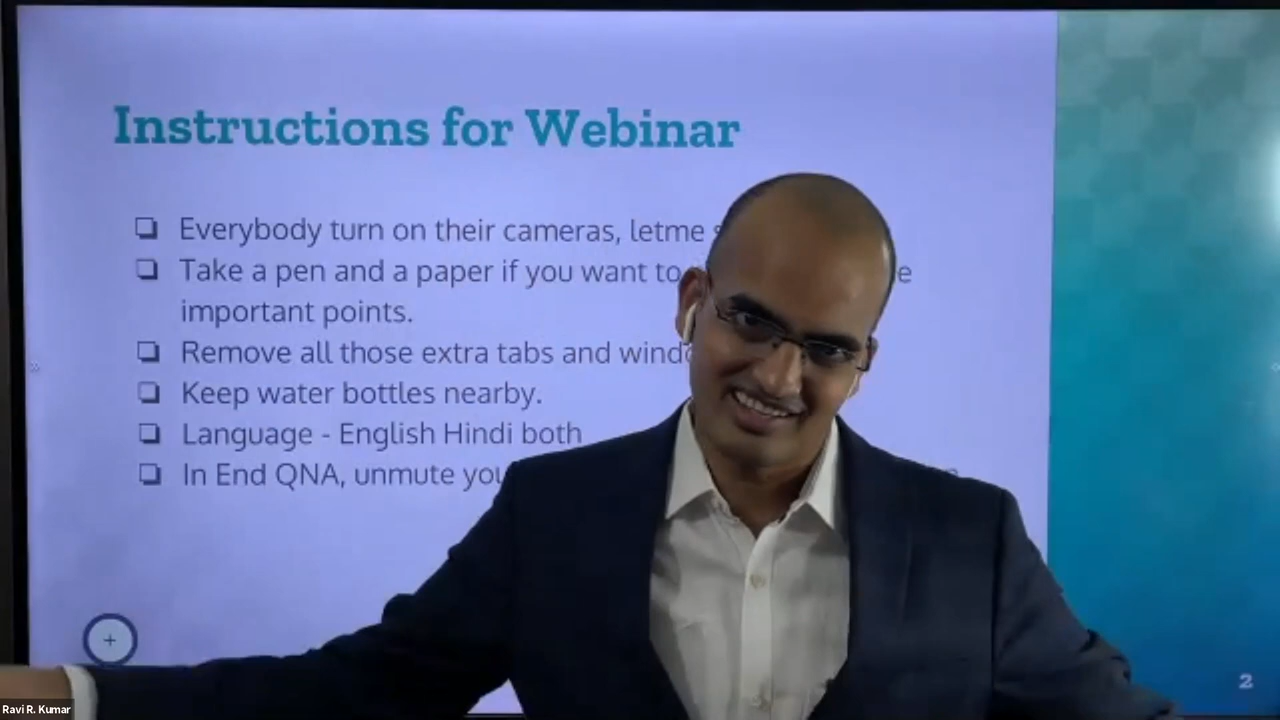 Instructions for Webinar
Everybody turn on their cameras, letme
Take a pen and a paper if you want to
important points.
Remove all those extra tabs and
Keep water bottles nearby.
Language - English Hindi both
In End QNA, unmute
2
Ravi R. Kumar